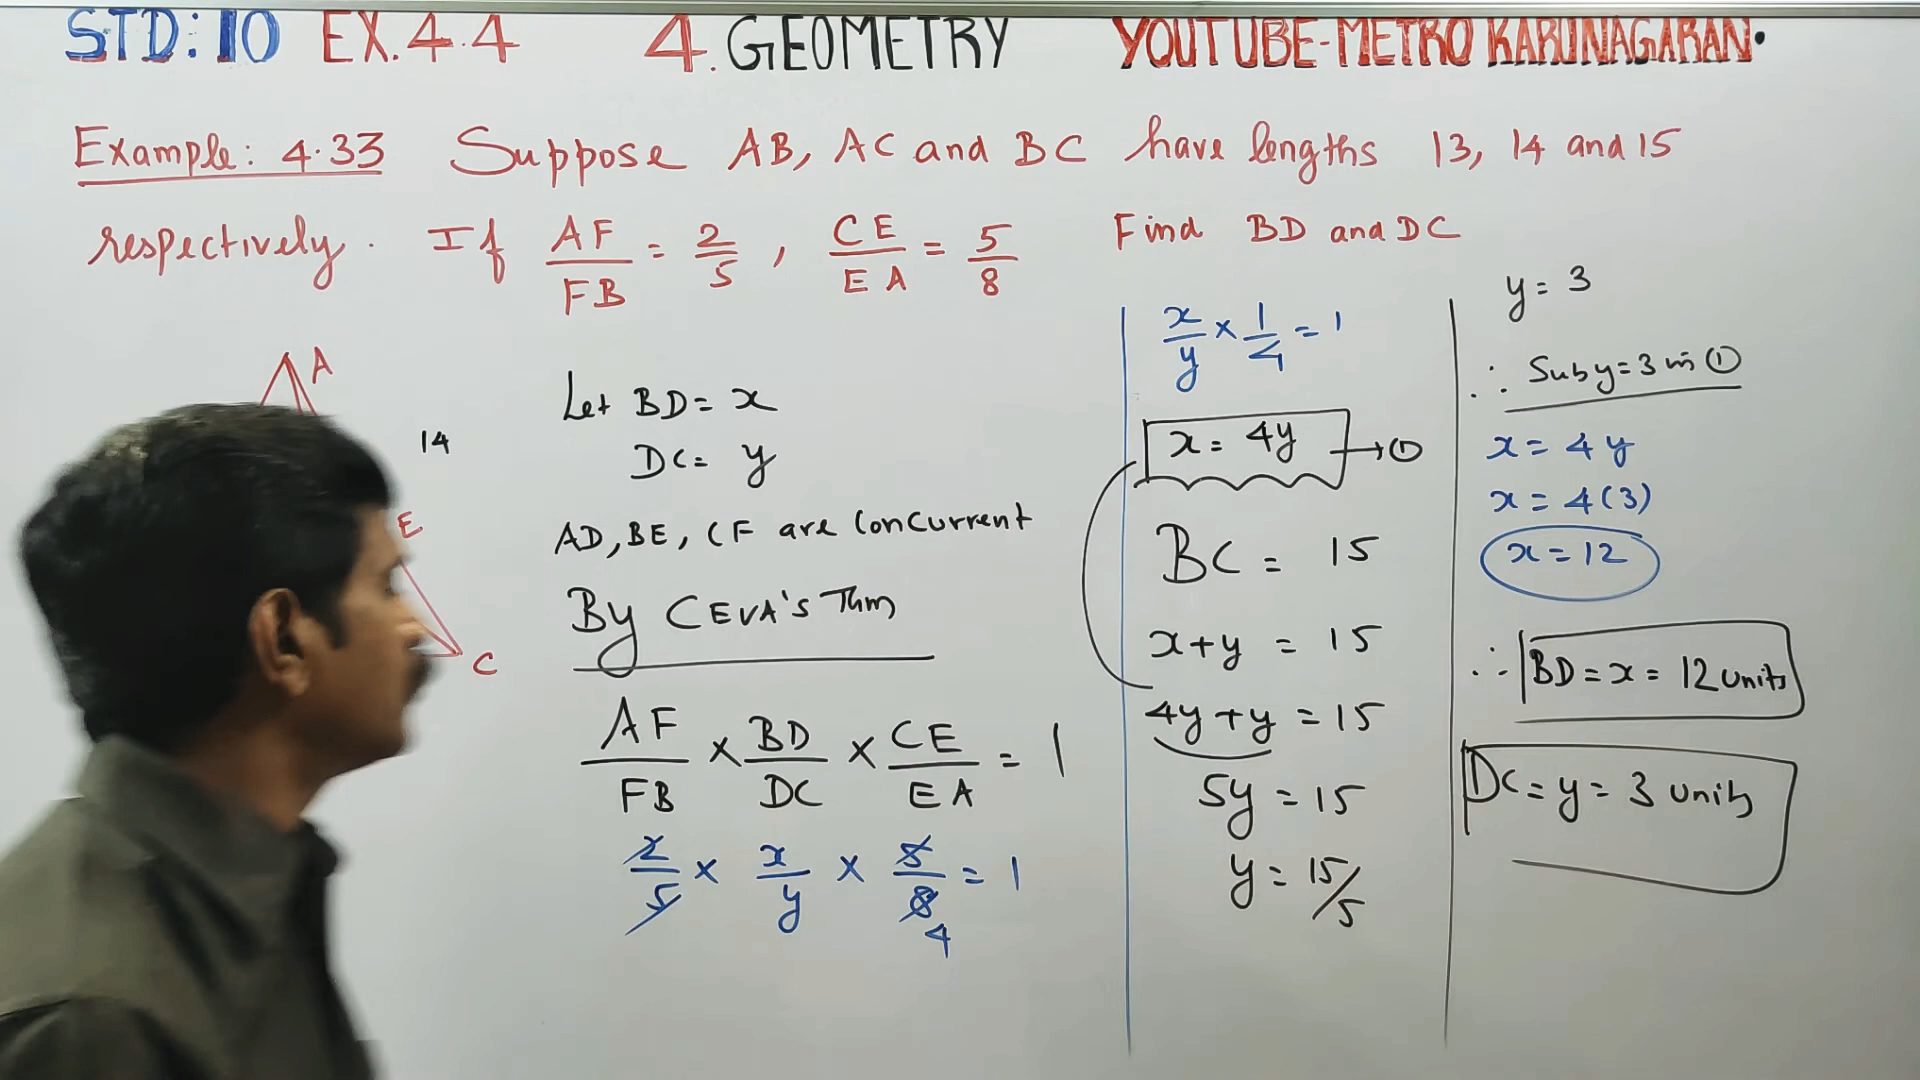 STD: 10 EX. 4.4 4. GEOMETRY YOUTUBE-METRO KARUNAGARAN.
Example: 4.33 Suppose AB, AC and BC have lengths 13, 14 and 15
respectively. If AF/FB = 2/5, CE/EA = 5/8 Find BD and DC
A
14
E
C
Let BD = x
DC = y
AD, BE, CF are concurrent
By CEVA's Thm
AF/FB × BD/DC × CE/EA = 1
2/5 × x/y × 5/8 = 1
4
x/y × 1/4 = 1
x = 4y → ①
BC = 15
x+y = 15
4y+y = 15
5y = 15
y = 15/5
y = 3
∴ Sub y=3 in ①
x = 4y
x = 4(3)
x = 12
∴ BD = x = 12 units
DC = y = 3 units